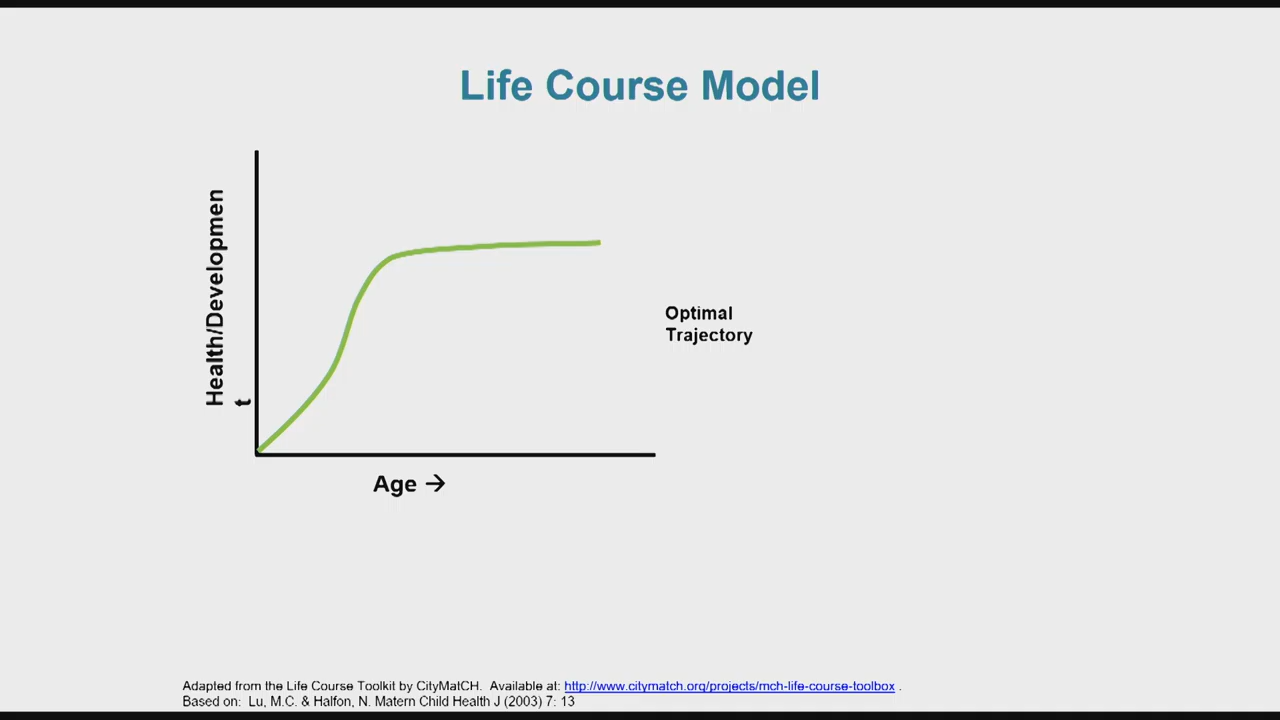 Life Course Model
Health/Developmen
t
Optimal
Trajectory
Age →
Adapted from the Life Course Toolkit by CityMatCH. Available at: http://www.citymatch.org/projects/mch-life-course-toolbox .
Based on: Lu, M.C. & Halfon, N. Matern Child Health J (2003) 7: 13